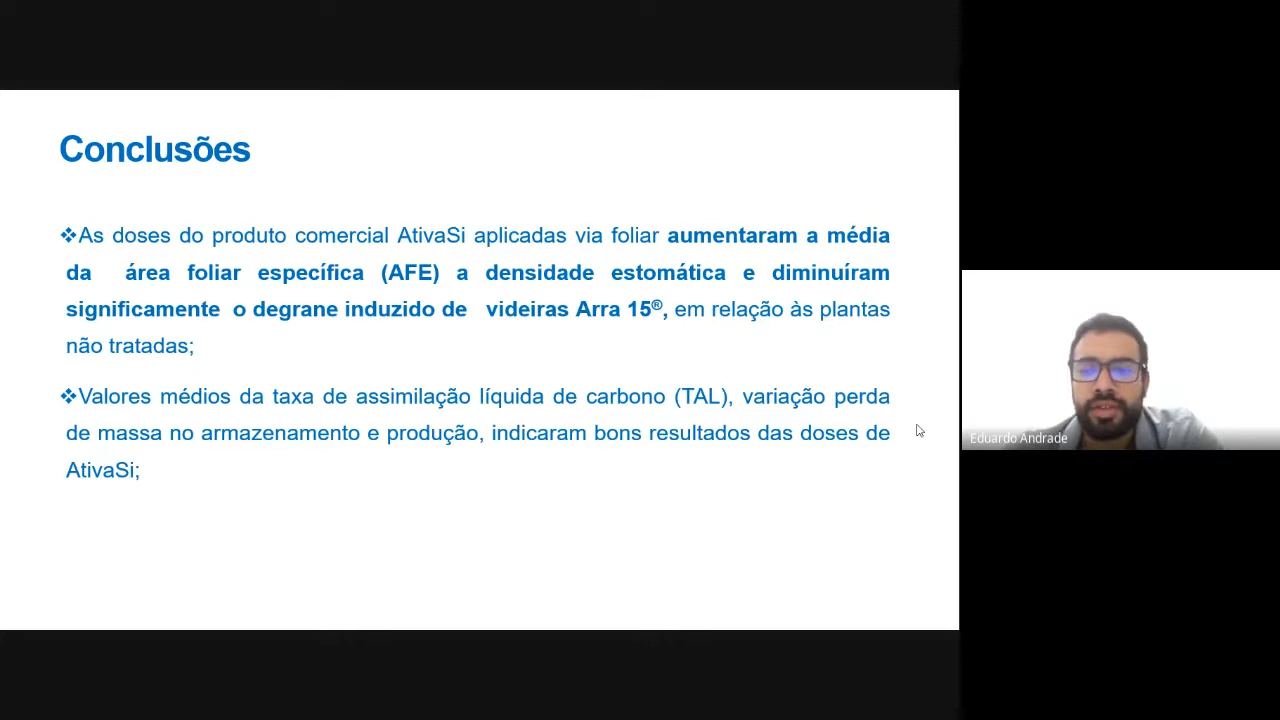 Conclusões
❖As doses do produto comercial AtivaSi aplicadas via foliar aumentaram a média
da área foliar específica (AFE) a densidade estomática e diminuíram
significamente o degrane induzido de videiras Arra 15®, em relação às plantas
não tratadas;
❖Valores médios da taxa de assimilação líquida de carbono (TAL), variação perda
de massa no armazenamento e produção, indicaram bons resultados das doses de
AtivaSi;
Eduardo Andrade